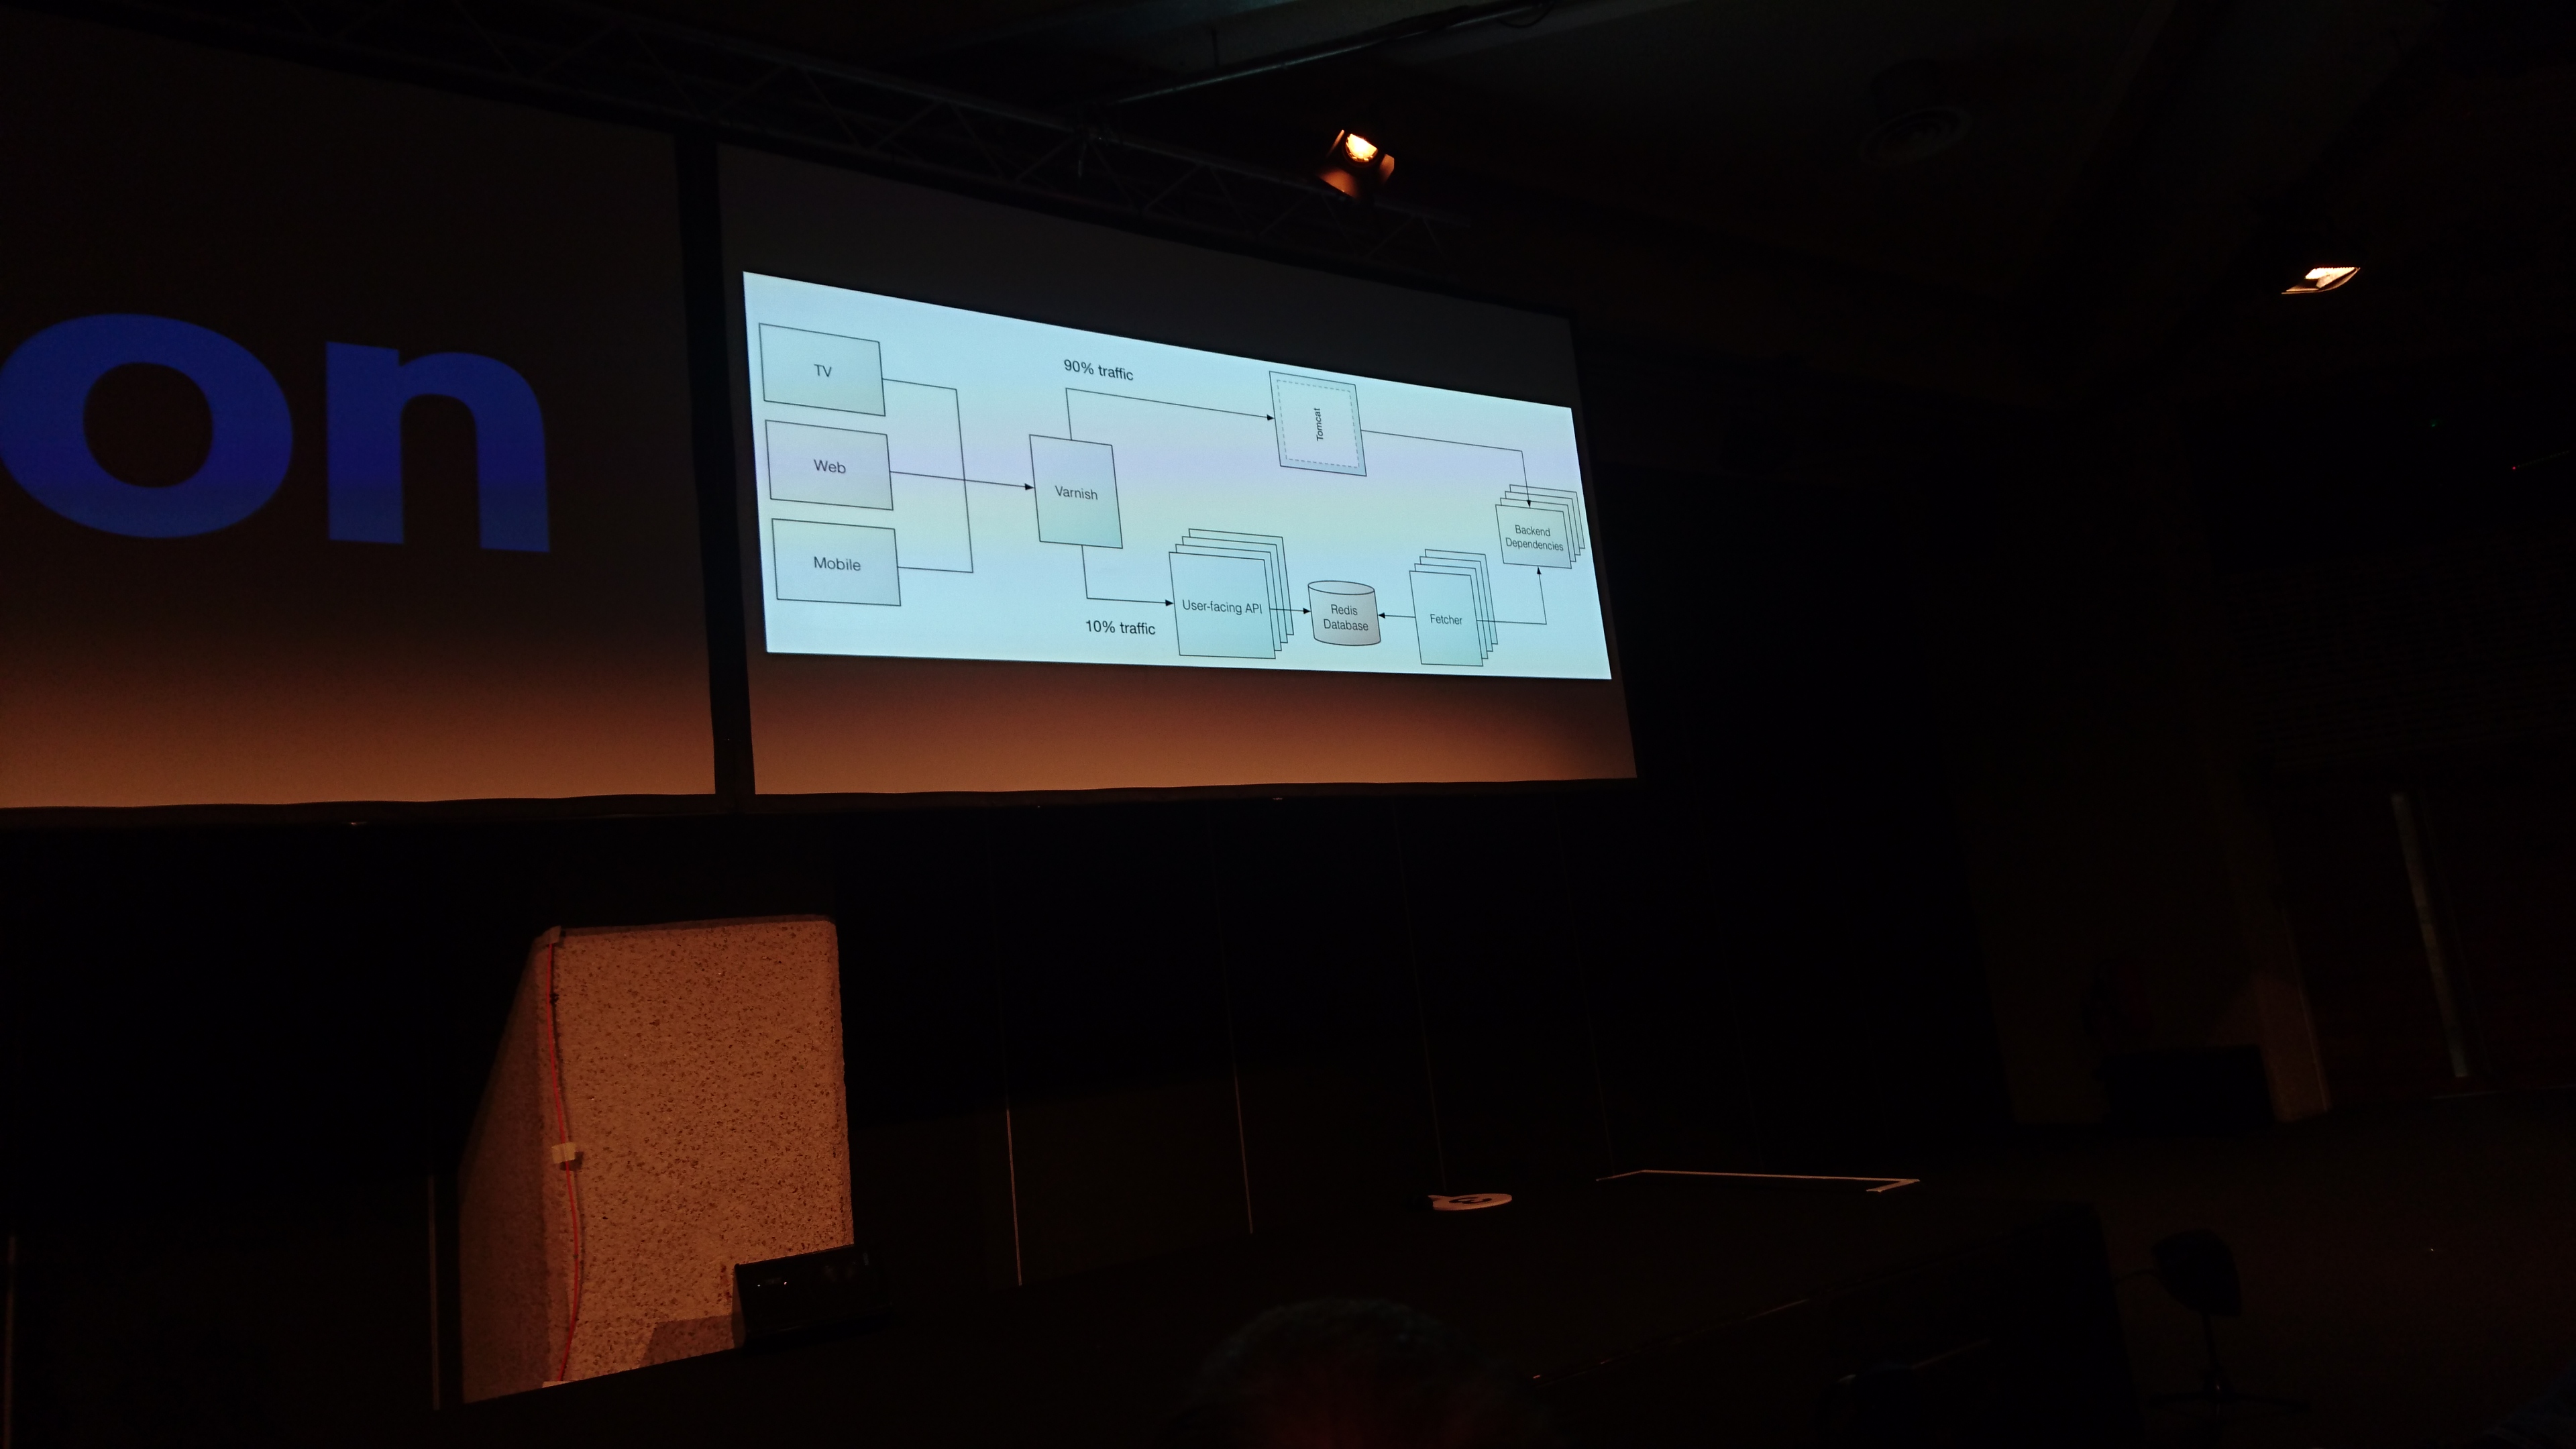 on
TV
90% traffic
Tomcat
Web
Varnish
Backend
Dependencies
Mobile
User-facing API
Redis
Database
Fetcher
10% traffic